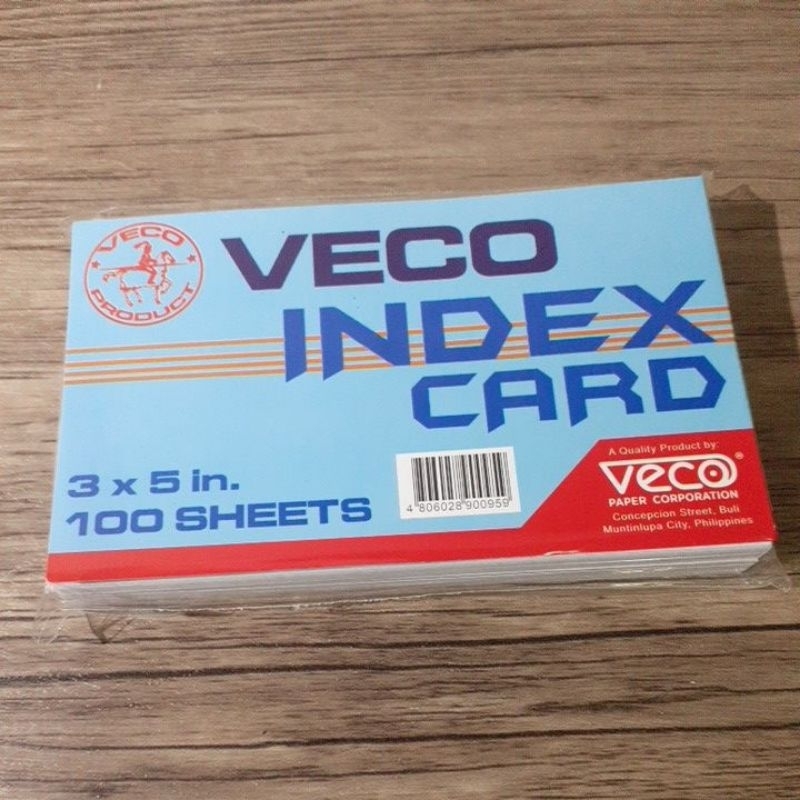 VECO
PRODUCT
VECO
INDEX
CARD
3 x 5 in.
100 SHEETS
4 806028 900959
A Quality Product by:
veco®
PAPER CORPORATION
Concepcion Street, Buli
Muntinlupa City, Philippines